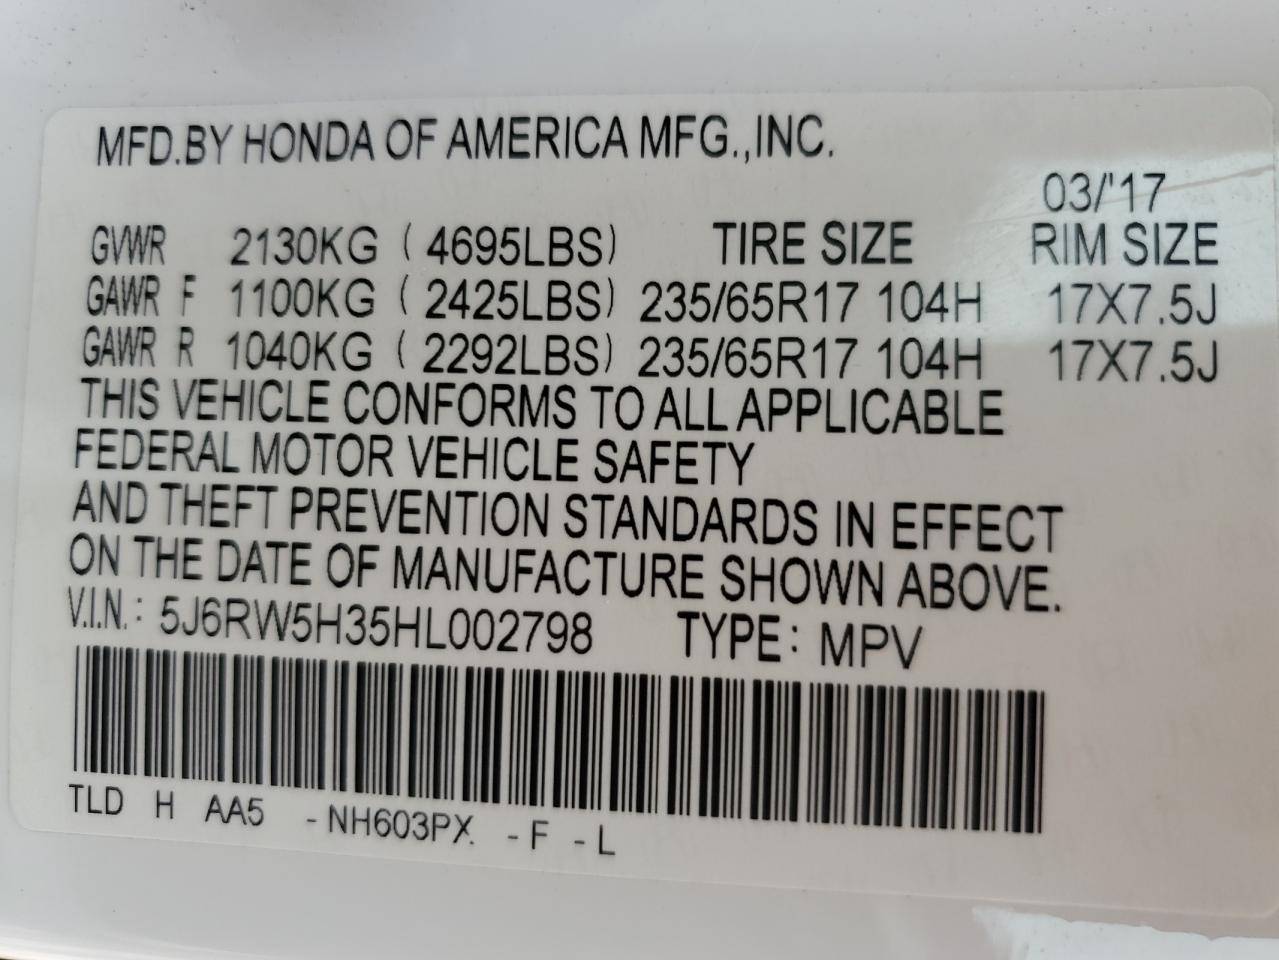 MFD.BY HONDA OF AMERICA MFG.,INC.
03/'17
GVWR 2130KG ( 4695LBS) TIRE SIZE RIM SIZE
GAWR F 1100KG ( 2425LBS) 235/65R17 104H 17X7.5J
GAWR R 1040KG ( 2292LBS) 235/65R17 104H 17X7.5J
THIS VEHICLE CONFORMS TO ALL APPLICABLE
FEDERAL MOTOR VEHICLE SAFETY
AND THEFT PREVENTION STANDARDS IN EFFECT
ON THE DATE OF MANUFACTURE SHOWN ABOVE.
V.I.N.: 5J6RW5H35HL002798 TYPE: MPV
TLD H AA5 -NH603PX -F -L